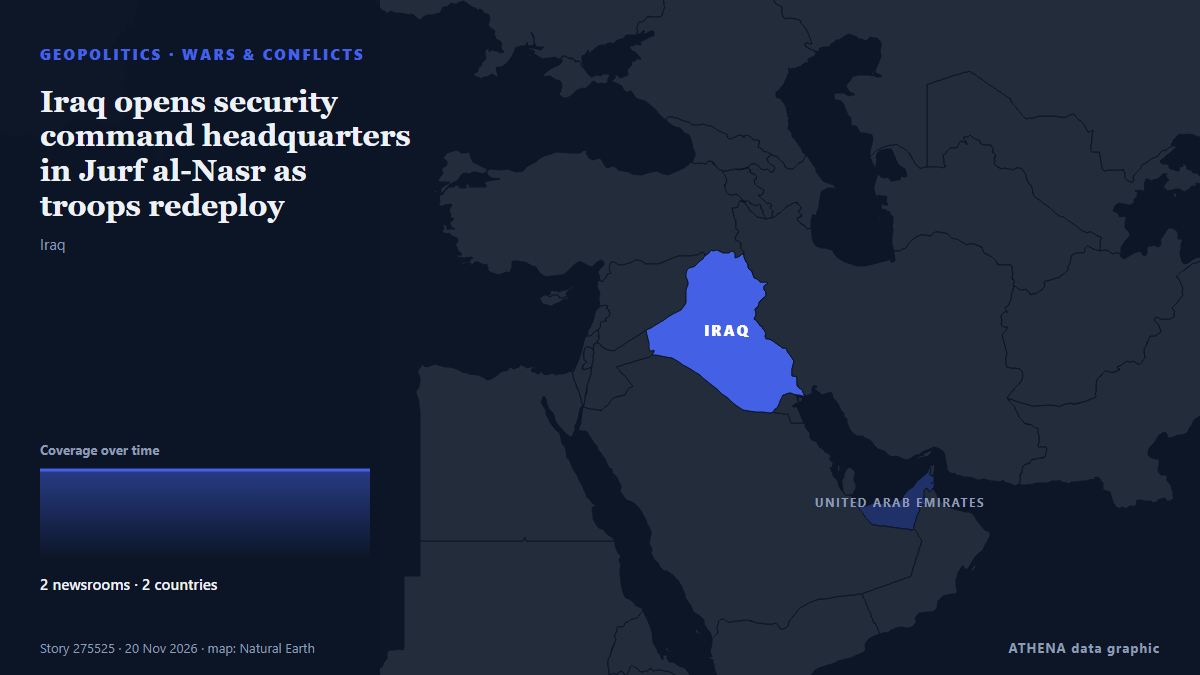 GEOPOLITICS · WARS & CONFLICTS
Iraq opens security
command headquarters
in Jurf al-Nasr as
troops redeploy
Iraq
IRAQ
UNITED ARAB EMIRATES
Coverage over time
2 newsrooms · 2 countries
Story 275525 · 20 Nov 2026 · map: Natural Earth
ATHENA data graphic